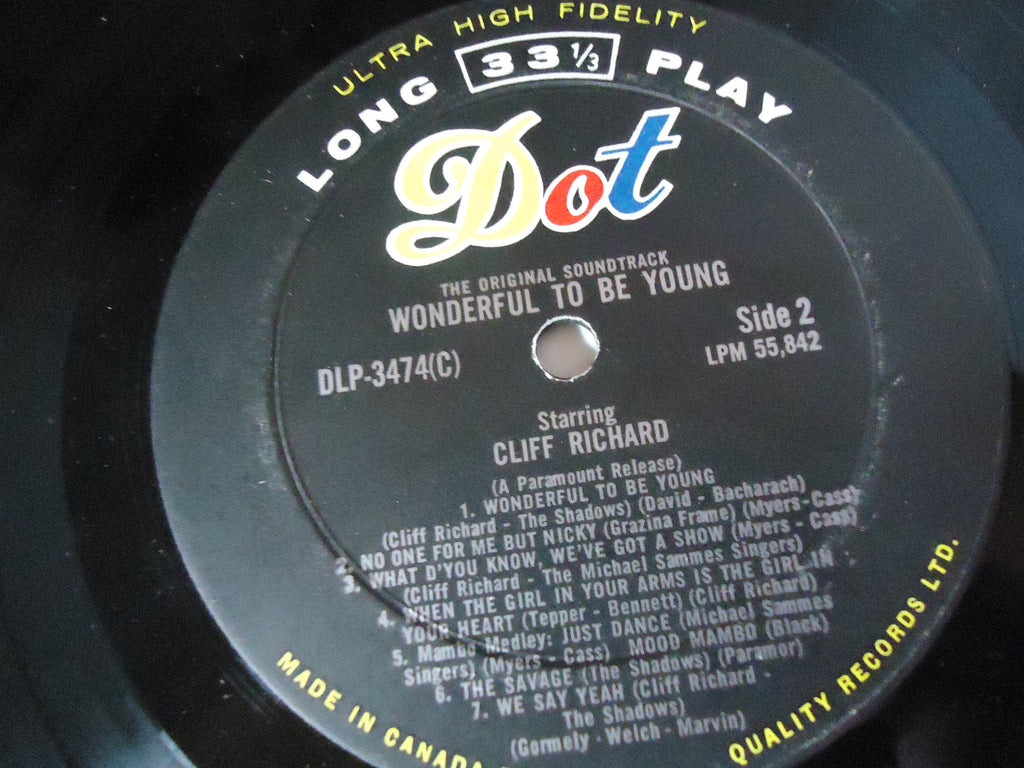 ULTRA HIGH FIDELITY
LONG 33 1/3 PLAY
Dot
THE ORIGINAL SOUNDTRACK
WONDERFUL TO BE YOUNG
Side 2
DLP-3474(C)
LPM 55,842
Starring
CLIFF RICHARD
(A Paramount Release)
1. WONDERFUL TO BE YOUNG
(Cliff Richard - The Shadows) (David - Bacharach)
2. NO ONE FOR ME BUT NICKY (Grazina Frame) (Myers-Cass)
3. WHAT D'YOU KNOW, WE'VE GOT A SHOW (Myers - Cass)
(Cliff Richard - The Michael Sammes Singers)
4. WHEN THE GIRL IN YOUR ARMS IS THE GIRL IN
YOUR HEART (Tepper - Bennett) (Cliff Richard)
5. Mambo Medley: JUST DANCE (Michael Sammes
Singers) (Myers - Cass) MOOD MAMBO (Black)
6. THE SAVAGE (The Shadows) (Paramor)
7. WE SAY YEAH (Cliff Richard -
The Shadows)
(Gormely - Welch - Marvin)
MADE IN CANADA
QUALITY RECORDS LTD.